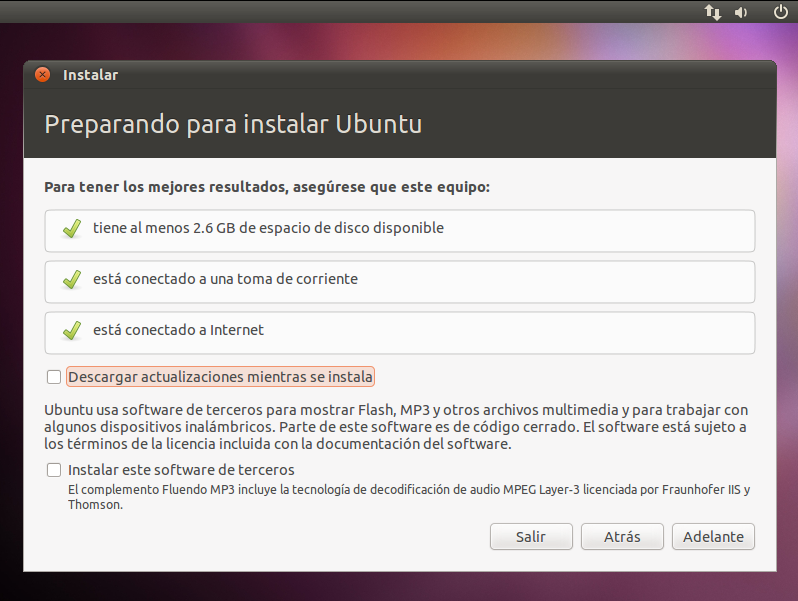 Instalar
Preparando para instalar Ubuntu
Para tener los mejores resultados, asegúrese que este equipo:
tiene al menos 2.6 GB de espacio de disco disponible
está conectado a una toma de corriente
está conectado a Internet
Descargar actualizaciones mientras se instala
Ubuntu usa software de terceros para mostrar Flash, MP3 y otros archivos multimedia y para trabajar con
algunos dispositivos inalámbricos. Parte de este software es de código cerrado. El software está sujeto a
los términos de la licencia incluida con la documentación del software.
Instalar este software de terceros
El complemento Fluendo MP3 incluye la tecnología de decodificación de audio MPEG Layer-3 licenciada por Fraunhofer IIS y
Thomson.
Salir
Atrás
Adelante